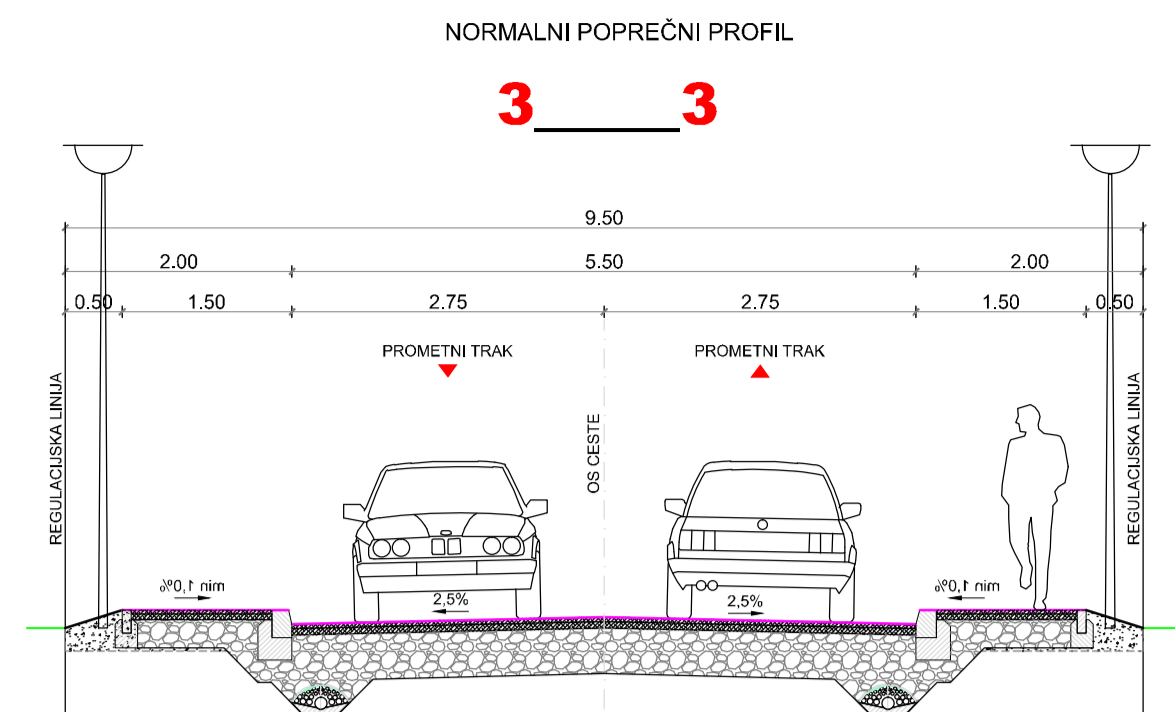 NORMALNI POPREČNI PROFIL
3 3
9.50
2.00 5.50 2.00
0.50 1.50 2.75 2.75 1.50 0.50
PROMETNI TRAK PROMETNI TRAK
REGULACIJSKA LINIJA
OS CESTE
REGULACIJSKA LINIJA
min 1,0% 2,5% 2,5% min 1,0%